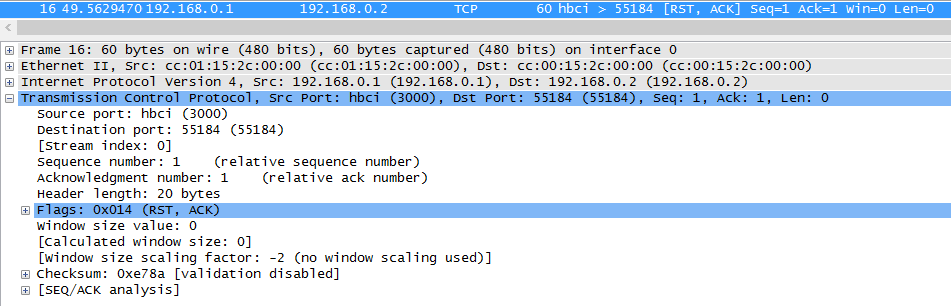 16 49.5629470 192.168.0.1 192.168.0.2 TCP 60 hbci > 55184 [RST, ACK] Seq=1 Ack=1 Win=0 Len=0
Frame 16: 60 bytes on wire (480 bits), 60 bytes captured (480 bits) on interface 0
Ethernet II, Src: cc:01:15:2c:00:00 (cc:01:15:2c:00:00), Dst: cc:00:15:2c:00:00 (cc:00:15:2c:00:00)
Internet Protocol Version 4, Src: 192.168.0.1 (192.168.0.1), Dst: 192.168.0.2 (192.168.0.2)
Transmission Control Protocol, Src Port: hbci (3000), Dst Port: 55184 (55184), Seq: 1, Ack: 1, Len: 0
Source port: hbci (3000)
Destination port: 55184 (55184)
[Stream index: 0]
Sequence number: 1 (relative sequence number)
Acknowledgment number: 1 (relative ack number)
Header length: 20 bytes
Flags: 0x014 (RST, ACK)
Window size value: 0
[Calculated window size: 0]
[Window size scaling factor: -2 (no window scaling used)]
Checksum: 0xe78a [validation disabled]
[SEQ/ACK analysis]